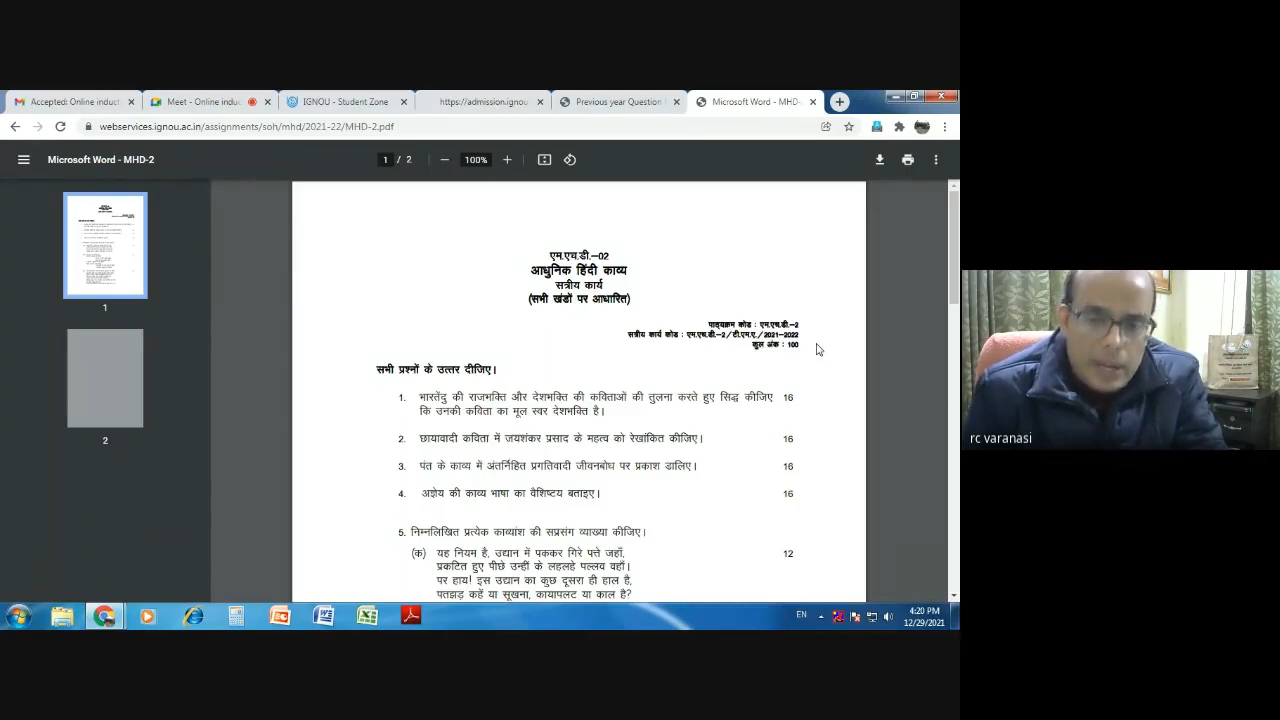 Accepted: Online induct
Meet - Online induc
IGNOU - Student Zone
https://admission.ignou
Previous year Question
Microsoft Word - MHD-
webservices.ignou.ac.in/assignments/soh/mhd/2021-22/MHD-2.pdf
Microsoft Word - MHD-2
1 / 2
100%
एम.एच.डी.–02
आधुनिक हिंदी काव्य
सत्रीय कार्य
(सभी खंडों पर आधारित)
पाठ्यक्रम कोड : एम.एच.डी.–2
सत्रीय कार्य कोड : एम.एच.डी.–2/टी.एम.ए./2021–2022
कुल अंक : 100
सभी प्रश्नों के उत्तर दीजिए।
1. भारतेंदु की राजभक्ति और देशभक्ति की कविताओं की तुलना करते हुए सिद्ध कीजिए 16
कि उनकी कविता का मूल स्वर देशभक्ति है।
2. छायावादी कविता में जयशंकर प्रसाद के महत्व को रेखांकित कीजिए। 16
3. पंत के काव्य में अंतर्निहित प्रगतिवादी जीवनबोध पर प्रकाश डालिए। 16
4. अज्ञेय की काव्य भाषा का वैशिष्टय बताइए। 16
5. निम्नलिखित प्रत्येक काव्यांश की सप्रसंग व्याख्या कीजिए।
(क) यह नियम है, उद्यान में पककर गिरे पत्ते जहाँ, 12
प्रकटित हुए पीछे उन्हीं के लहलहे पल्लव वहाँ।
पर हाय! इस उद्यान का कुछ दूसरा ही हाल है,
पतझड़ कहें या सूखना, कायापलट या काल है?
1
2
rc varanasi
EN
4:20 PM
12/29/2021